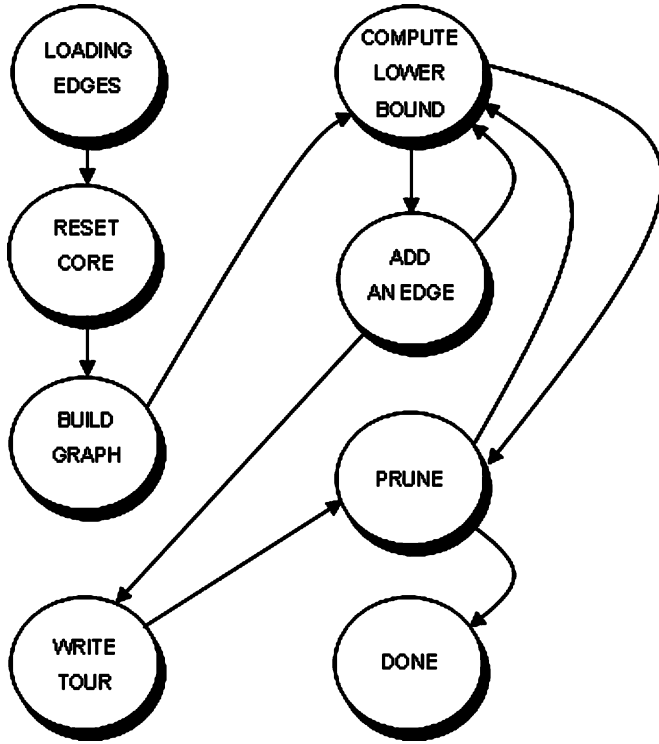 LOADING
EDGES
RESET
CORE
BUILD
GRAPH
WRITE
TOUR
COMPUTE
LOWER
BOUND
ADD
AN EDGE
PRUNE
DONE